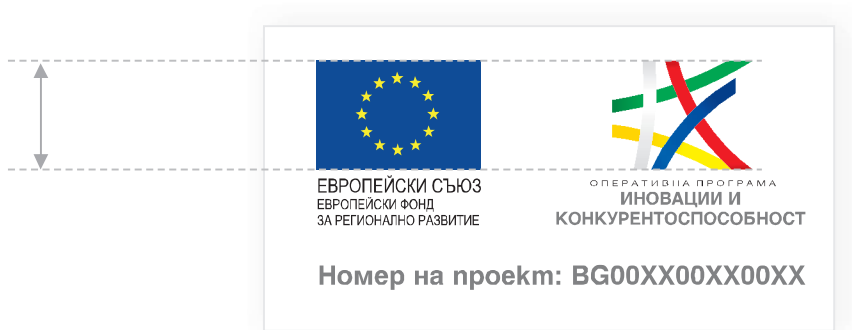 ЕВРОПЕЙСКИ СЪЮЗ
ЕВРОПЕЙСКИ ФОНД
ЗА РЕГИОНАЛНО РАЗВИТИЕ
ОПЕРАТИВНА ПРОГРАМА
ИНОВАЦИИ И
КОНКУРЕНТОСПОСОБНОСТ
Номер на проект: BG00XX00XX00XX